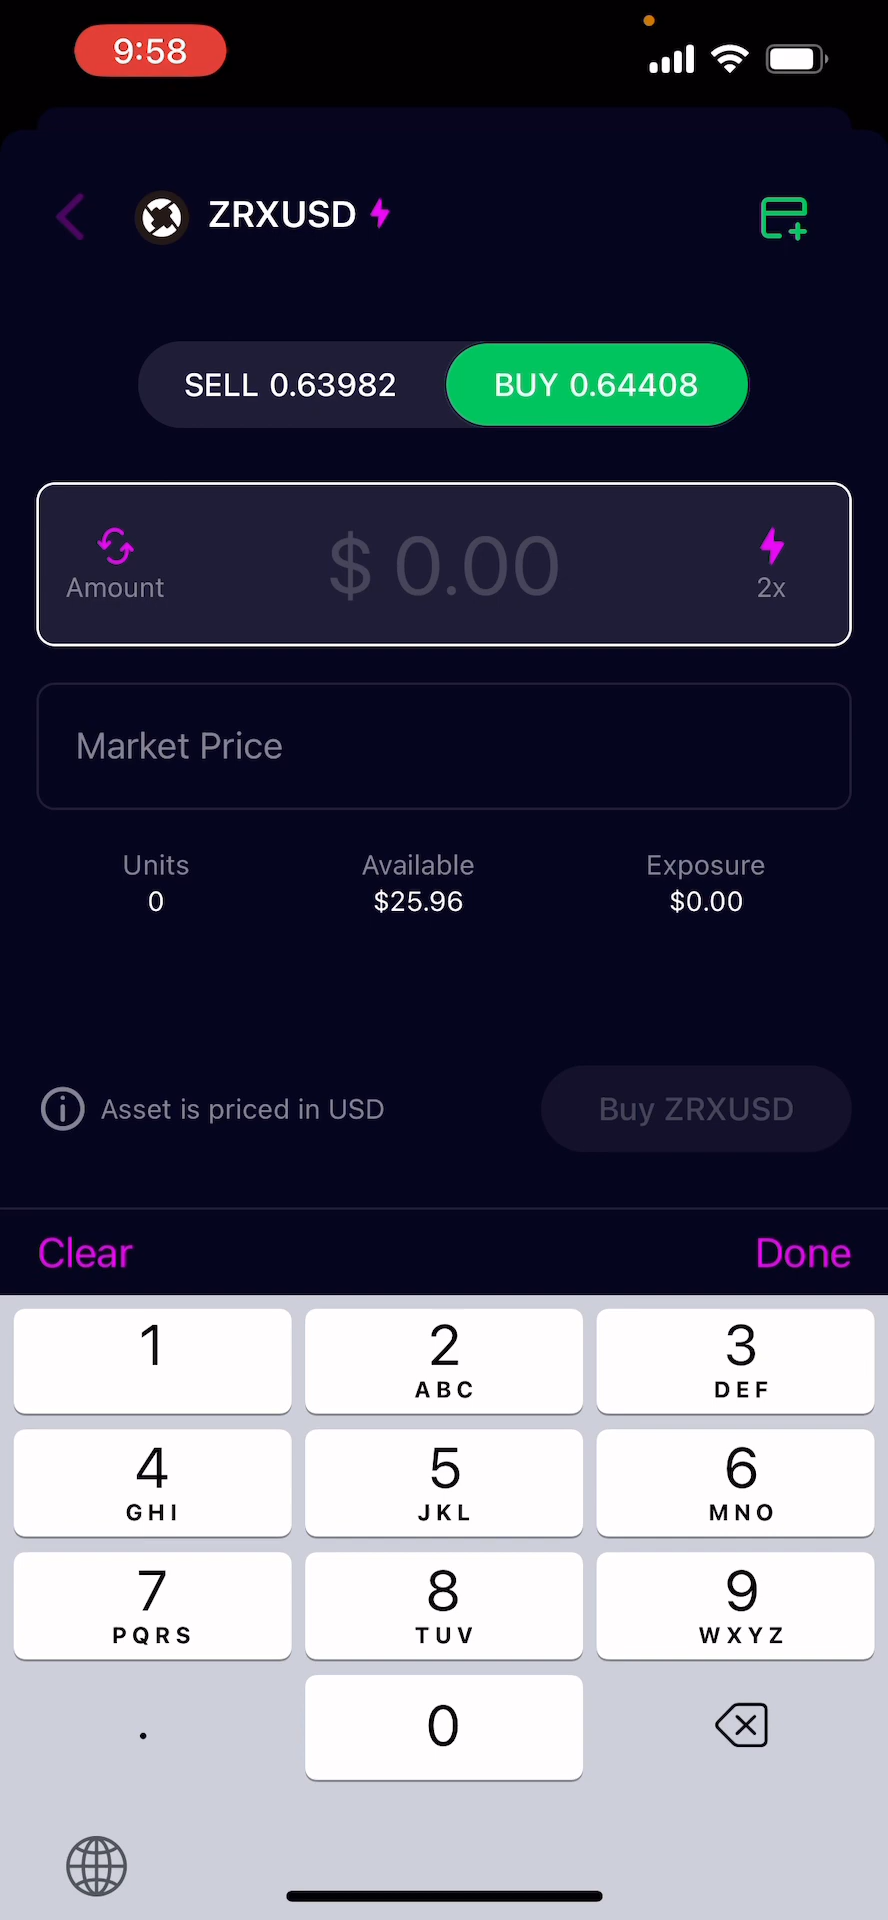 9:58
ZRXUSD
SELL 0.63982 BUY 0.64408
Amount $ 0.00 2x
Market Price
Units Available Exposure
0 $25.96 $0.00
Asset is priced in USD Buy ZRXUSD
Clear Done
1 2 3
ABC DEF
4 5 6
GHI JKL MNO
7 8 9
PQRS TUV WXYZ
. 0